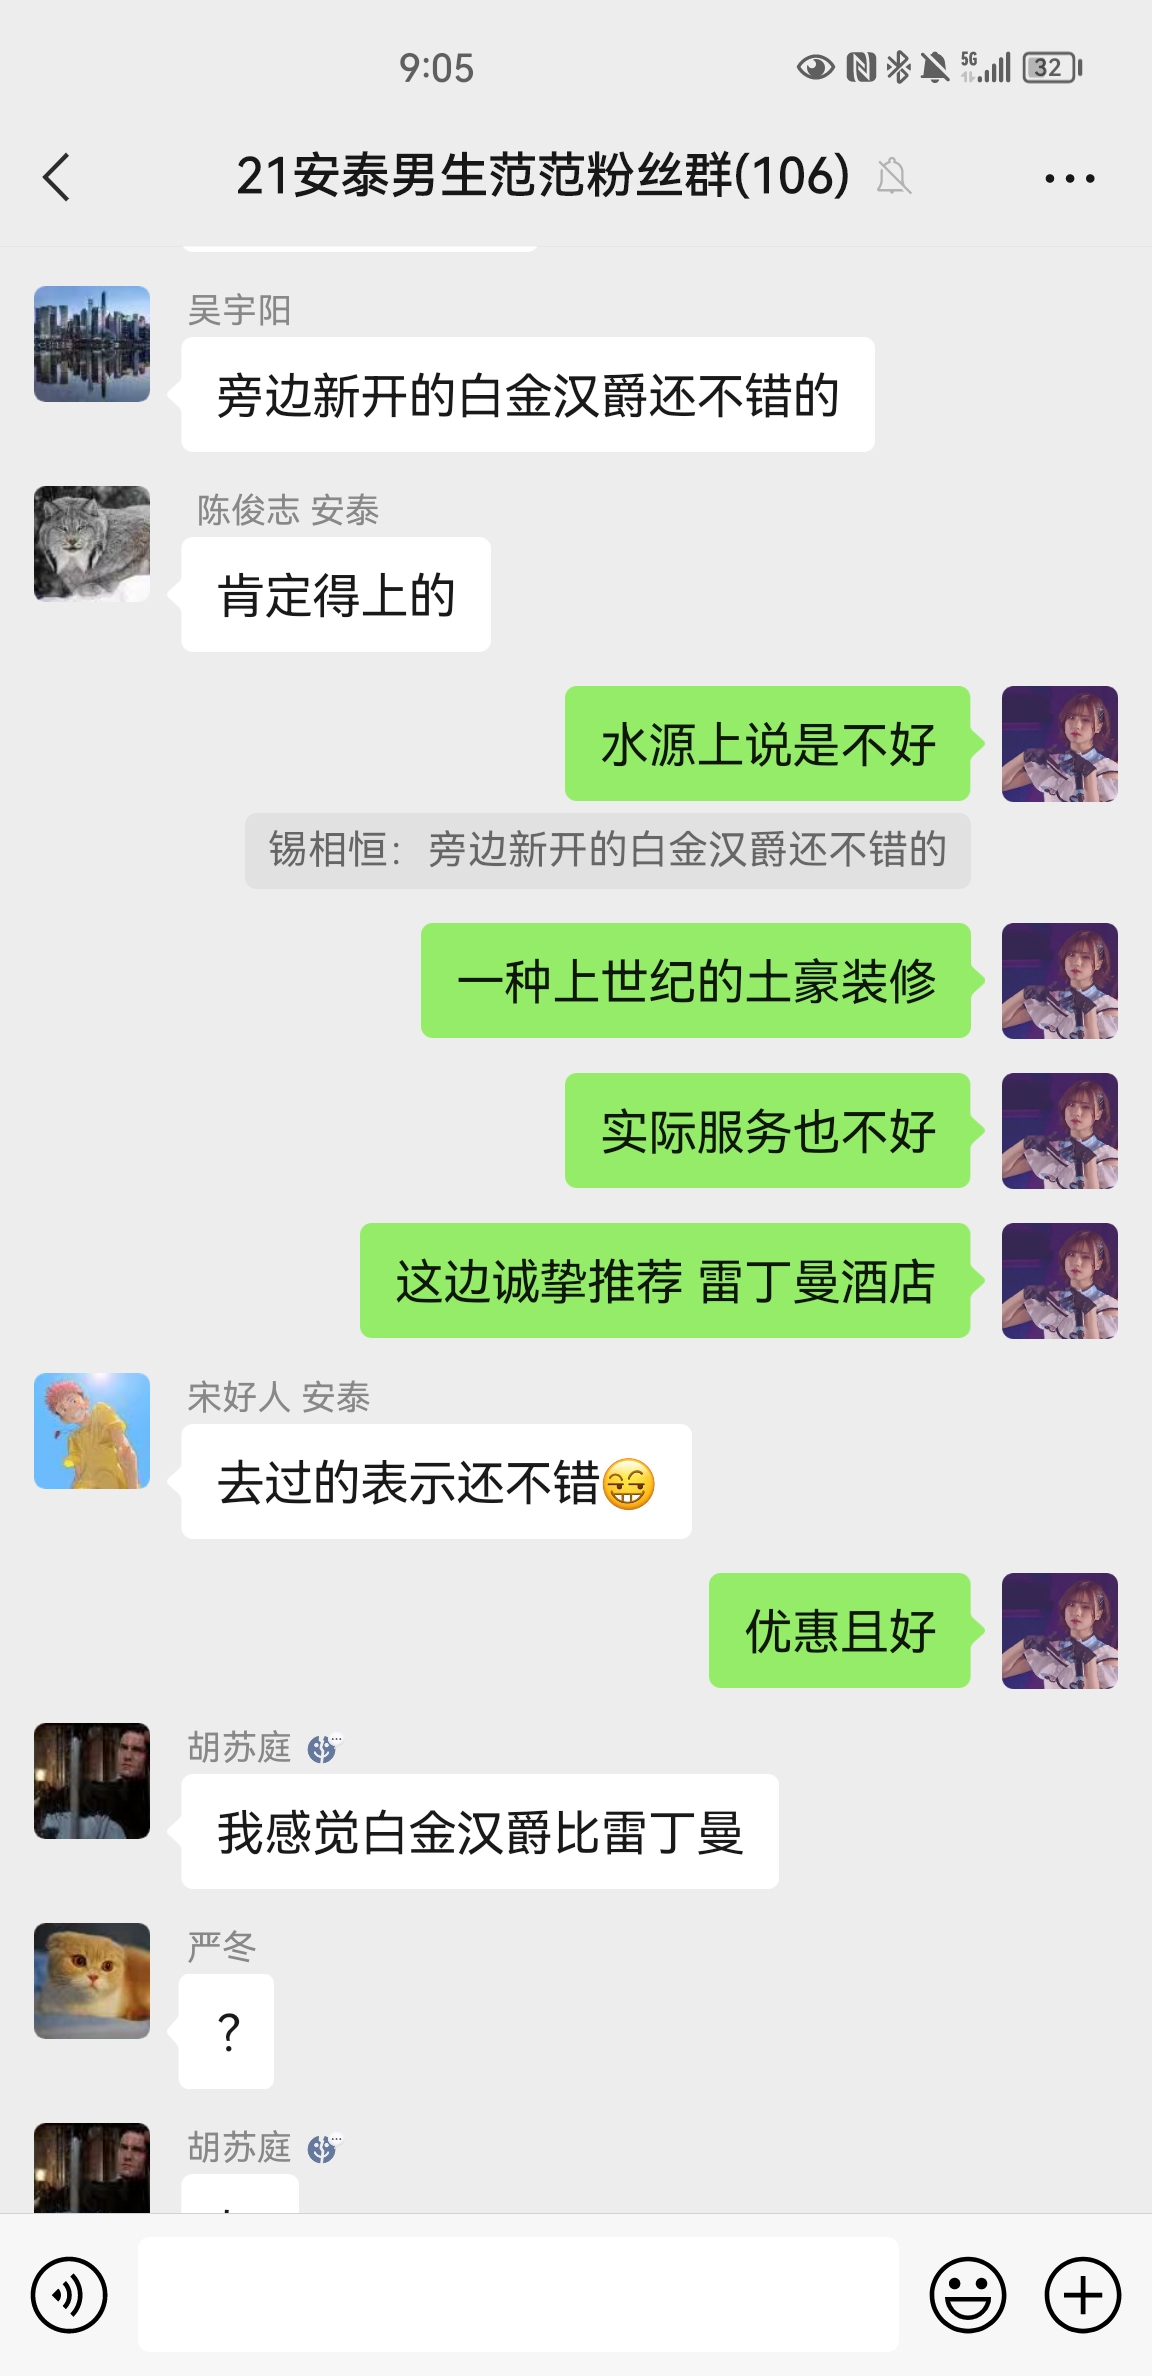 9:05
5G
32
21安泰男生范范粉丝群(106)
吴宇阳
旁边新开的白金汉爵还不错的
陈俊志 安泰
肯定得上的
水源上说是不好
锡相恒：旁边新开的白金汉爵还不错的
一种上世纪的土豪装修
实际服务也不好
这边诚挚推荐 雷丁曼酒店
宋好人 安泰
去过的表示还不错😁
优惠且好
胡苏庭
我感觉白金汉爵比雷丁曼
严冬
?
胡苏庭